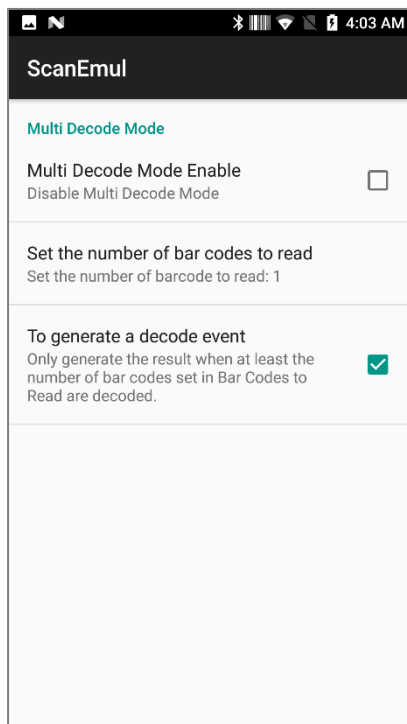 4:03 AM
ScanEmul
Multi Decode Mode
Multi Decode Mode Enable
Disable Multi Decode Mode
Set the number of bar codes to read
Set the number of barcode to read: 1
To generate a decode event
Only generate the result when at least the
number of bar codes set in Bar Codes to
Read are decoded.